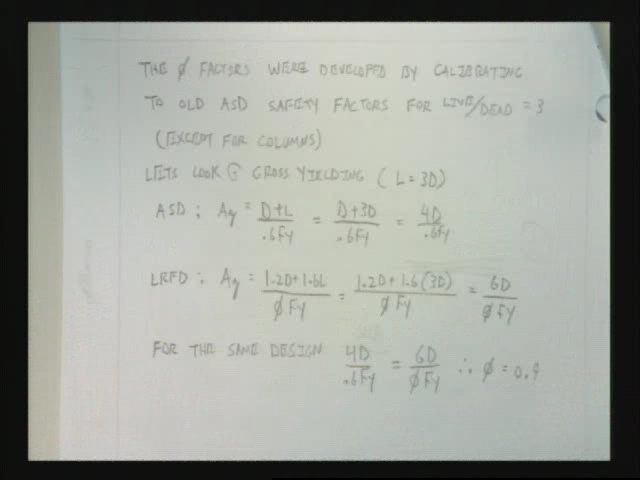 THE ϕ FACTORS WERE DEVELOPED BY CALIBRATING
TO OLD ASD SAFETY FACTORS FOR LIVE/DEAD = 3
(EXCEPT FOR COLUMNS)
LETS LOOK @ GROSS YIELDING (L = 3D)
ASD: Ag = D+L/.6Fy = D+3D/.6Fy = 4D/.6Fy
LRFD: Ag = 1.2D+1.6L/ϕFy = 1.2D+1.6(3D)/ϕFy = 6D/ϕFy
FOR THE SAME DESIGN 4D/.6Fy = 6D/ϕFy ∴ ϕ = 0.9